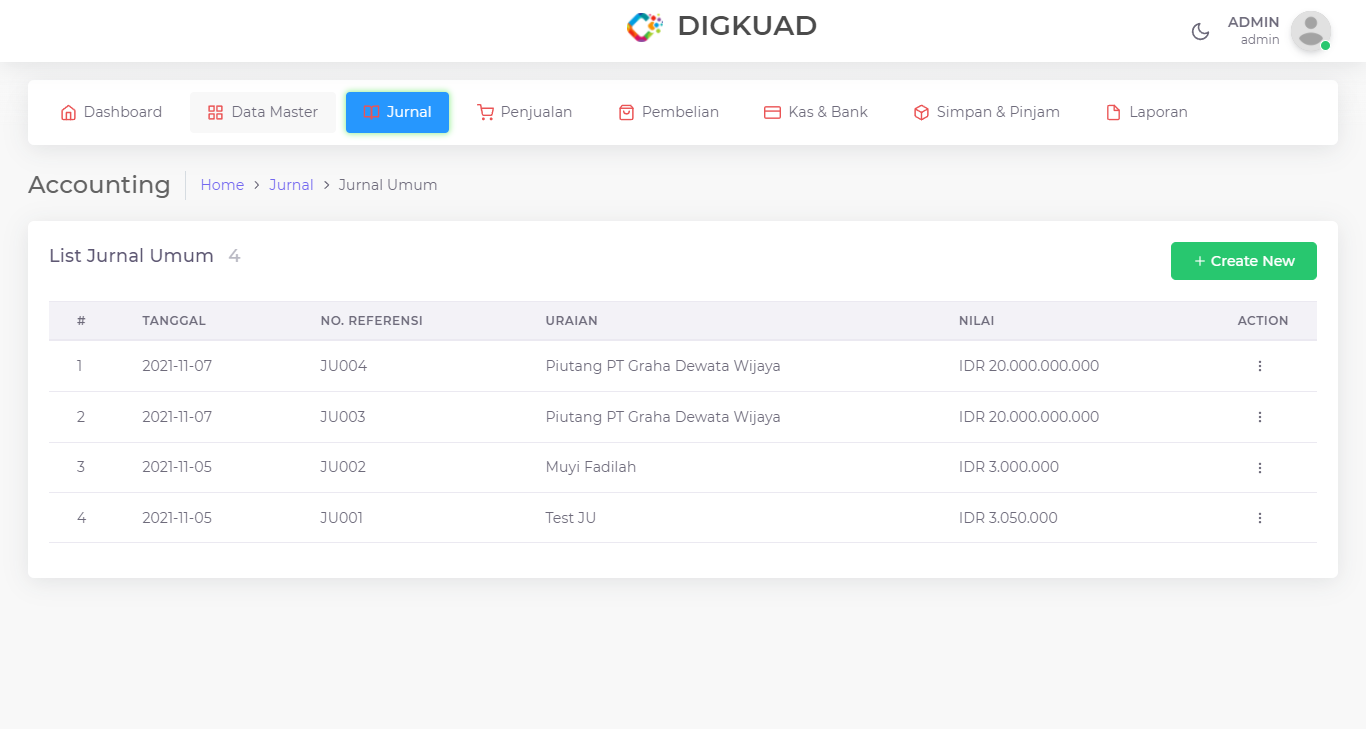 DIGKUAD
ADMIN
admin
Dashboard Data Master Jurnal Penjualan Pembelian Kas & Bank Simpan & Pinjam Laporan
Accounting Home > Jurnal > Jurnal Umum
List Jurnal Umum 4
+ Create New
# TANGGAL NO. REFERENSI URAIAN NILAI ACTION
1 2021-11-07 JU004 Piutang PT Graha Dewata Wijaya IDR 20.000.000.000
2 2021-11-07 JU003 Piutang PT Graha Dewata Wijaya IDR 20.000.000.000
3 2021-11-05 JU002 Muyi Fadilah IDR 3.000.000
4 2021-11-05 JU001 Test JU IDR 3.050.000